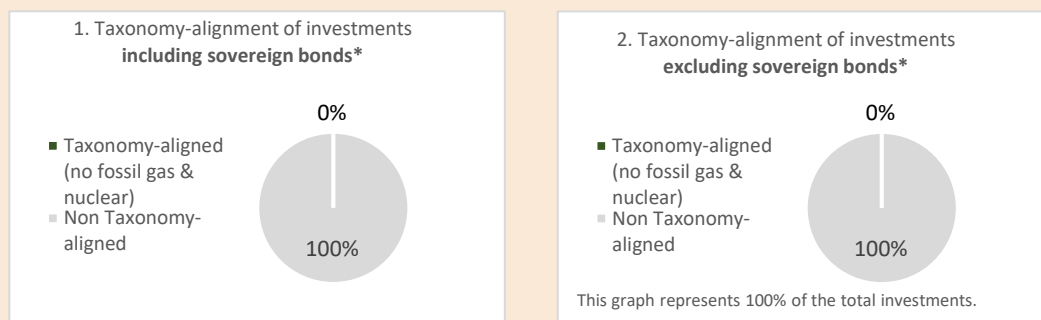 1. Taxonomy-alignment of investments
including sovereign bonds*
0%
Taxonomy-aligned
(no fossil gas &
nuclear)
Non Taxonomy-
aligned
100%
2. Taxonomy-alignment of investments
excluding sovereign bonds*
0%
Taxonomy-aligned
(no fossil gas &
nuclear)
Non Taxonomy-
aligned
100%
This graph represents 100% of the total investments.